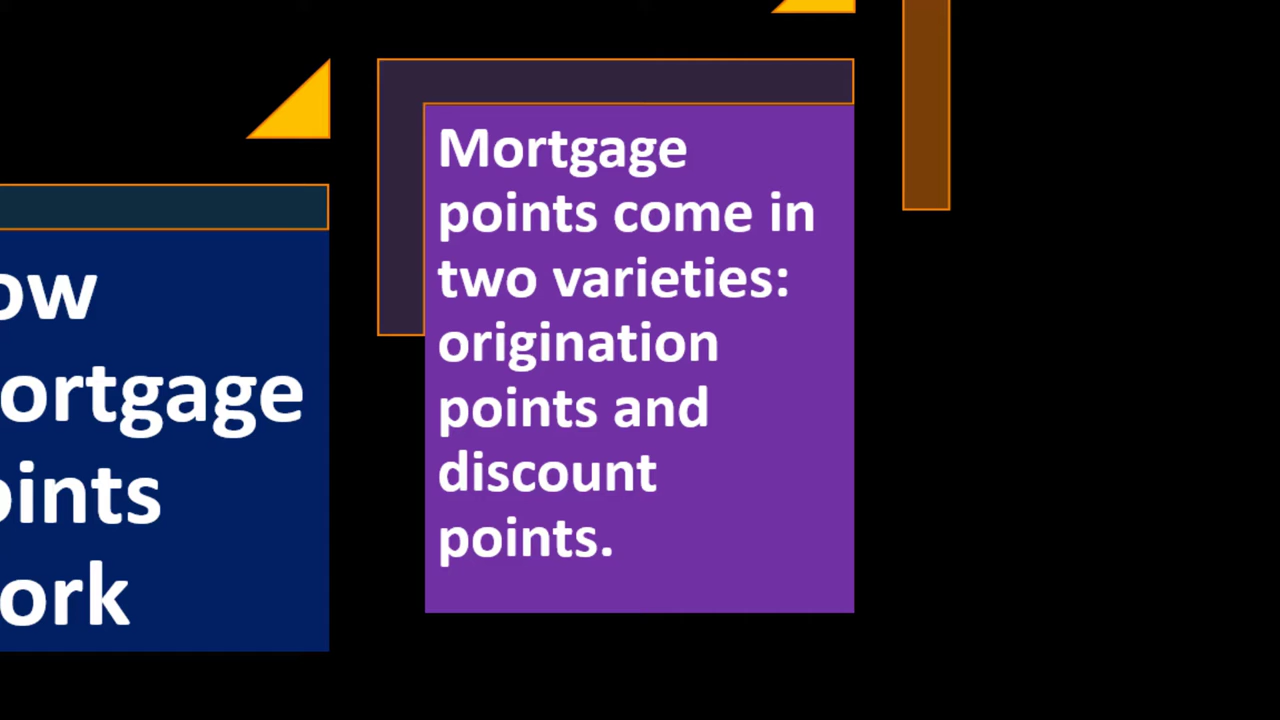 ow
ortgage
oints
ork
Mortgage
points come in
two varieties:
origination
points and
discount
points.